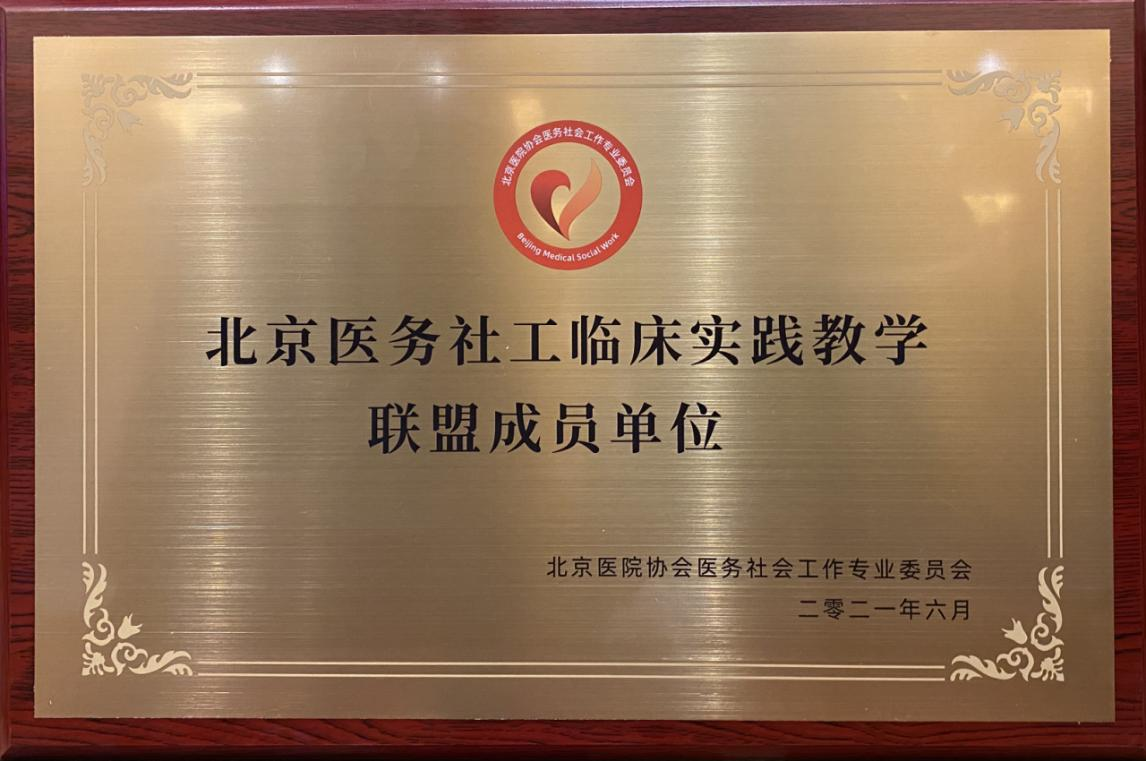 北京医院协会医务社会工作专业委员会
Beijing Medical Social Work
北京医务社工临床实践教学
联盟成员单位
北京医院协会医务社会工作专业委员会
二零二一年六月